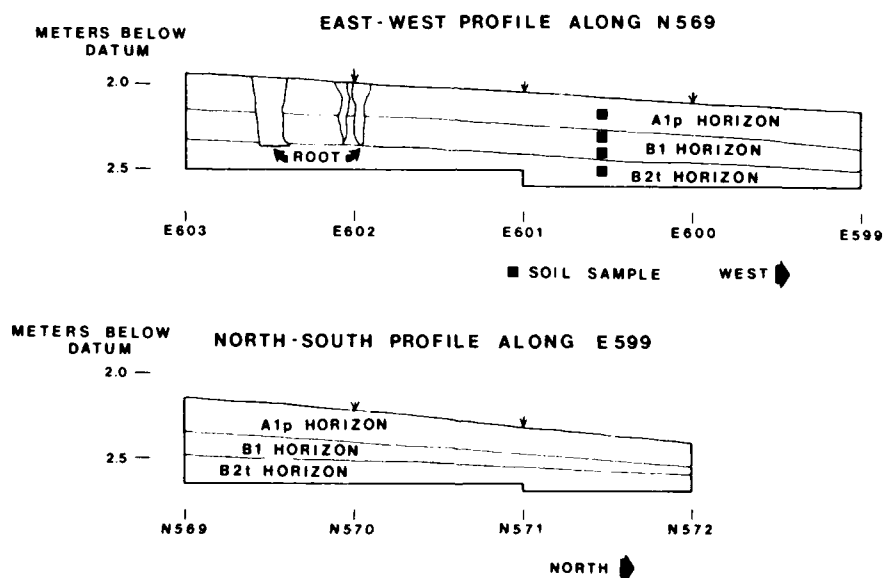 EAST-WEST PROFILE ALONG N569
METERS BELOW
DATUM
2.0
A1p HORIZON
B1 HORIZON
ROOT
2.5
B2t HORIZON
E603 E602 E601 E600 E599
SOIL SAMPLE WEST
METERS BELOW
DATUM
NORTH-SOUTH PROFILE ALONG E599
2.0
A1p HORIZON
B1 HORIZON
2.5
B2t HORIZON
N569 N570 N571 N572
NORTH